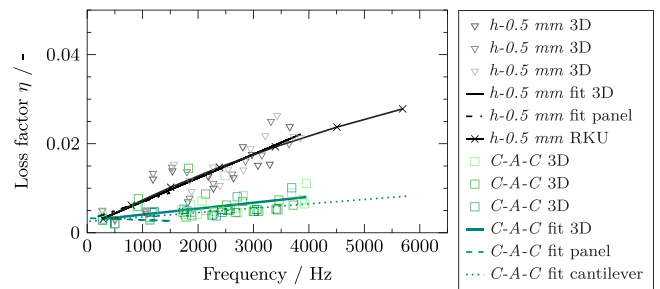 0.04
0.02
0
Loss factor η / -
0 1000 2000 3000 4000 5000 6000
Frequency / Hz
h-0.5 mm 3D
h-0.5 mm 3D
h-0.5 mm 3D
h-0.5 mm fit 3D
h-0.5 mm fit panel
h-0.5 mm RKU
C-A-C 3D
C-A-C 3D
C-A-C 3D
C-A-C fit 3D
C-A-C fit panel
C-A-C fit cantilever